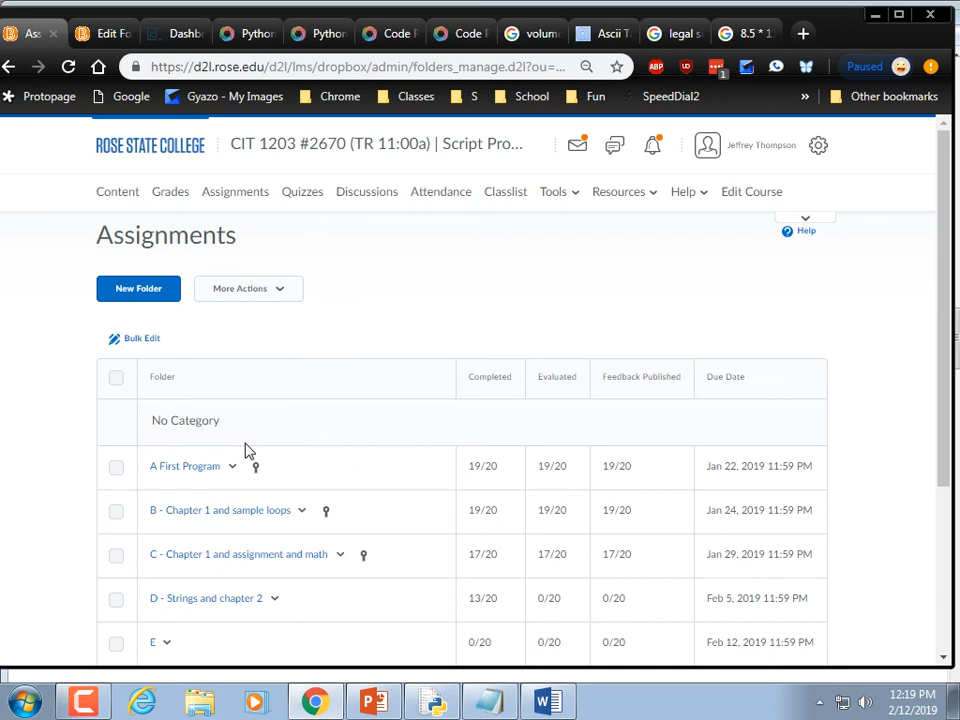 Ass
Edit Fo
Dashb
Python
Python
Code F
Code F
volum
Ascii T
legal s
8.5 * 1
https://d2l.rose.edu/d2l/lms/dropbox/admin/folders_manage.d2l?ou=...
ABP
UD
1
Paused
Protopage
Google
Gyazo - My Images
Chrome
Classes
S
School
Fun
SpeedDial2
»
Other bookmarks
ROSE STATE COLLEGE
CIT 1203 #2670 (TR 11:00a) | Script Pro...
Jeffrey Thompson
Content Grades Assignments Quizzes Discussions Attendance Classlist Tools Resources Help Edit Course
Assignments
Help
New Folder
More Actions
Bulk Edit
Folder Completed Evaluated Feedback Published Due Date
No Category
A First Program 19/20 19/20 19/20 Jan 22, 2019 11:59 PM
B - Chapter 1 and sample loops 19/20 19/20 19/20 Jan 24, 2019 11:59 PM
C - Chapter 1 and assignment and math 17/20 17/20 17/20 Jan 29, 2019 11:59 PM
D - Strings and chapter 2 13/20 0/20 0/20 Feb 5, 2019 11:59 PM
E 0/20 0/20 0/20 Feb 12, 2019 11:59 PM
12:19 PM
2/12/2019